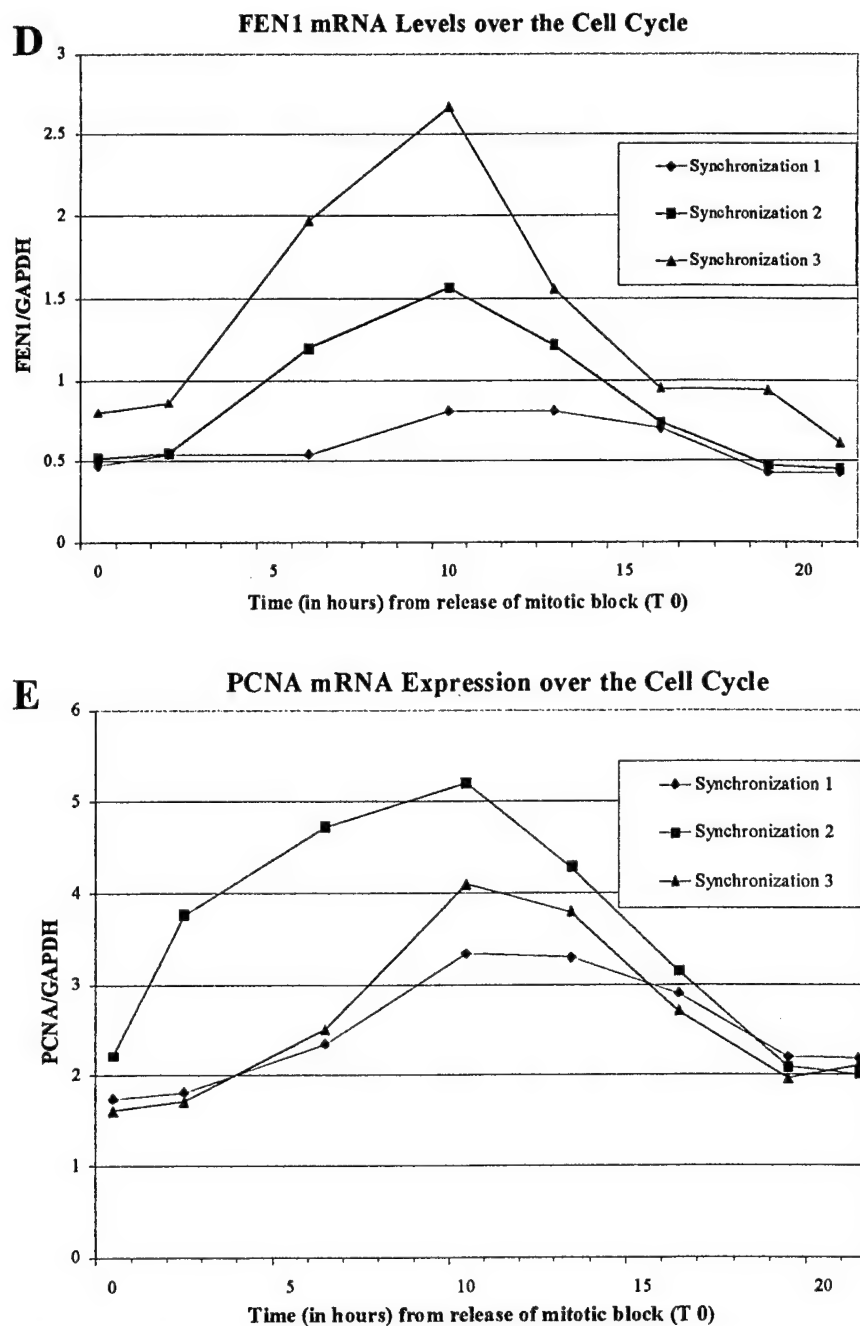 D
FEN1 mRNA Levels over the Cell Cycle
3
2.5
2
1.5
1
0.5
0
FEN1/GAPDH
Synchronization 1
Synchronization 2
Synchronization 3
0 5 10 15 20
Time (in hours) from release of mitotic block (T 0)
E
PCNA mRNA Expression over the Cell Cycle
6
5
4
3
2
1
0
PCNA/GAPDH
Synchronization 1
Synchronization 2
Synchronization 3
0 5 10 15 20
Time (in hours) from release of mitotic block (T 0)